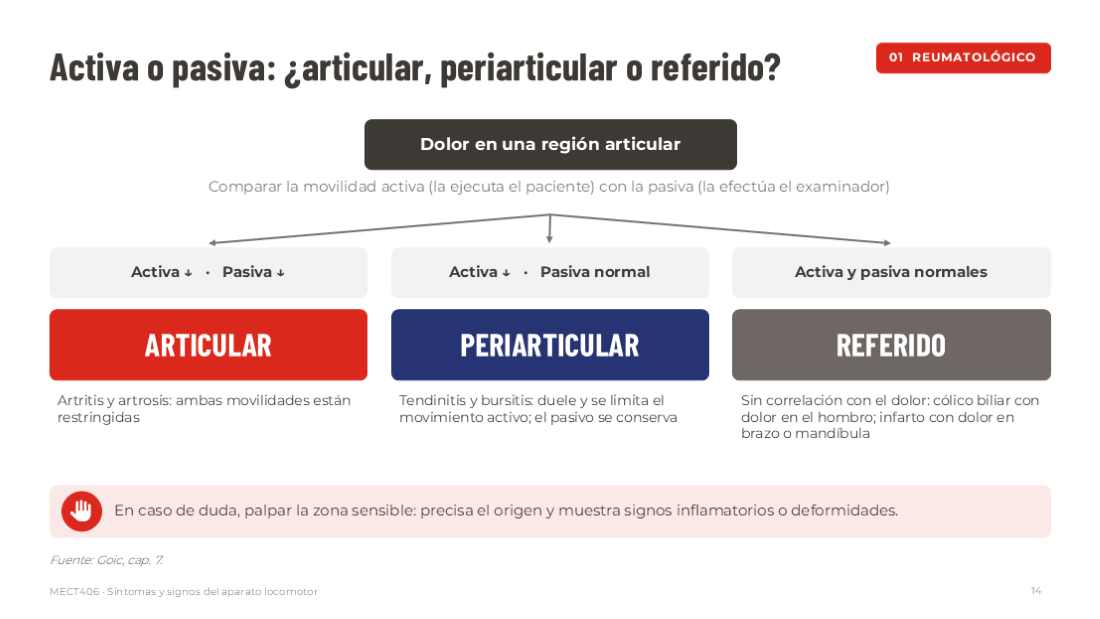 Activa o pasiva: ¿articular, periarticular o referido?
01 REUMATOLÓGICO
Dolor en una región articular
Comparar la movilidad activa (la ejecuta el paciente) con la pasiva (la efectúa el examinador)
Activa ↓ · Pasiva ↓
Activa ↓ · Pasiva normal
Activa y pasiva normales
ARTICULAR
PERIARTICULAR
REFERIDO
Artritis y artrosis: ambas movilidades están
restringidas
Tendinitis y bursitis: duele y se limita el
movimiento activo; el pasivo se conserva
Sin correlación con el dolor: cólico biliar con
dolor en el hombro; infarto con dolor en
brazo o mandíbula
En caso de duda, palpar la zona sensible: precisa el origen y muestra signos inflamatorios o deformidades.
Fuente: Goic, cap. 7.
MECT406 · Síntomas y signos del aparato locomotor
14